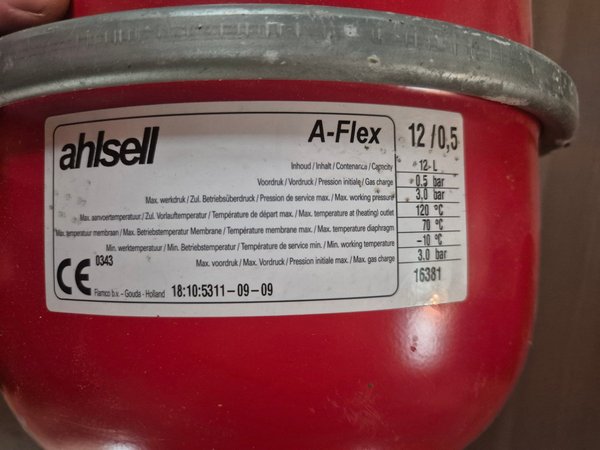 ahlsell
A-Flex 12/0,5
Inhoud / Inhalt / Contenance / Capacity 12- L
Voordruk / Vordruck / Pression initiale / Gas charge 0.5 bar
Max. werkdruk / Zul. Betriebsüberdruck / Pression de service max. / Max. working pressure 3.0 bar
Max. aanvoertemperatuur / Zul. Vorlauftemperatur / Température de départ max. / Max. temperature at (heating) outlet 120 °C
Max. temperatuur membraan / Max. Betriebstemperatur Membrane / Température membrane max. / Max. temperature diaphragm 70 °C
Min. werktemperatuur / Min. Betriebstemperatur / Température de service min. / Min. working temperature -10 °C
Max. voordruk / Max. Vordruck / Pression initiale max. / Max. gas charge 3.0 bar
CE 0343
Flamco b.v. - Gouda - Holland 18:10:5311-09-09 16381